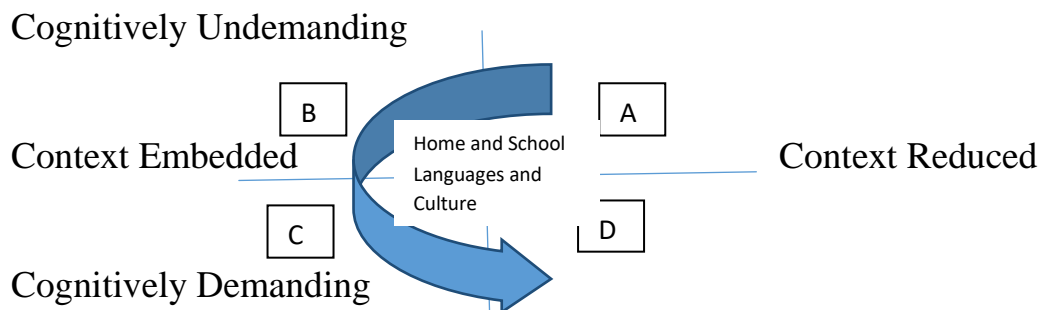 Cognitively Undemanding
B
A
Context Embedded
Home and School
Languages and
Culture
Context Reduced
C
D
Cognitively Demanding